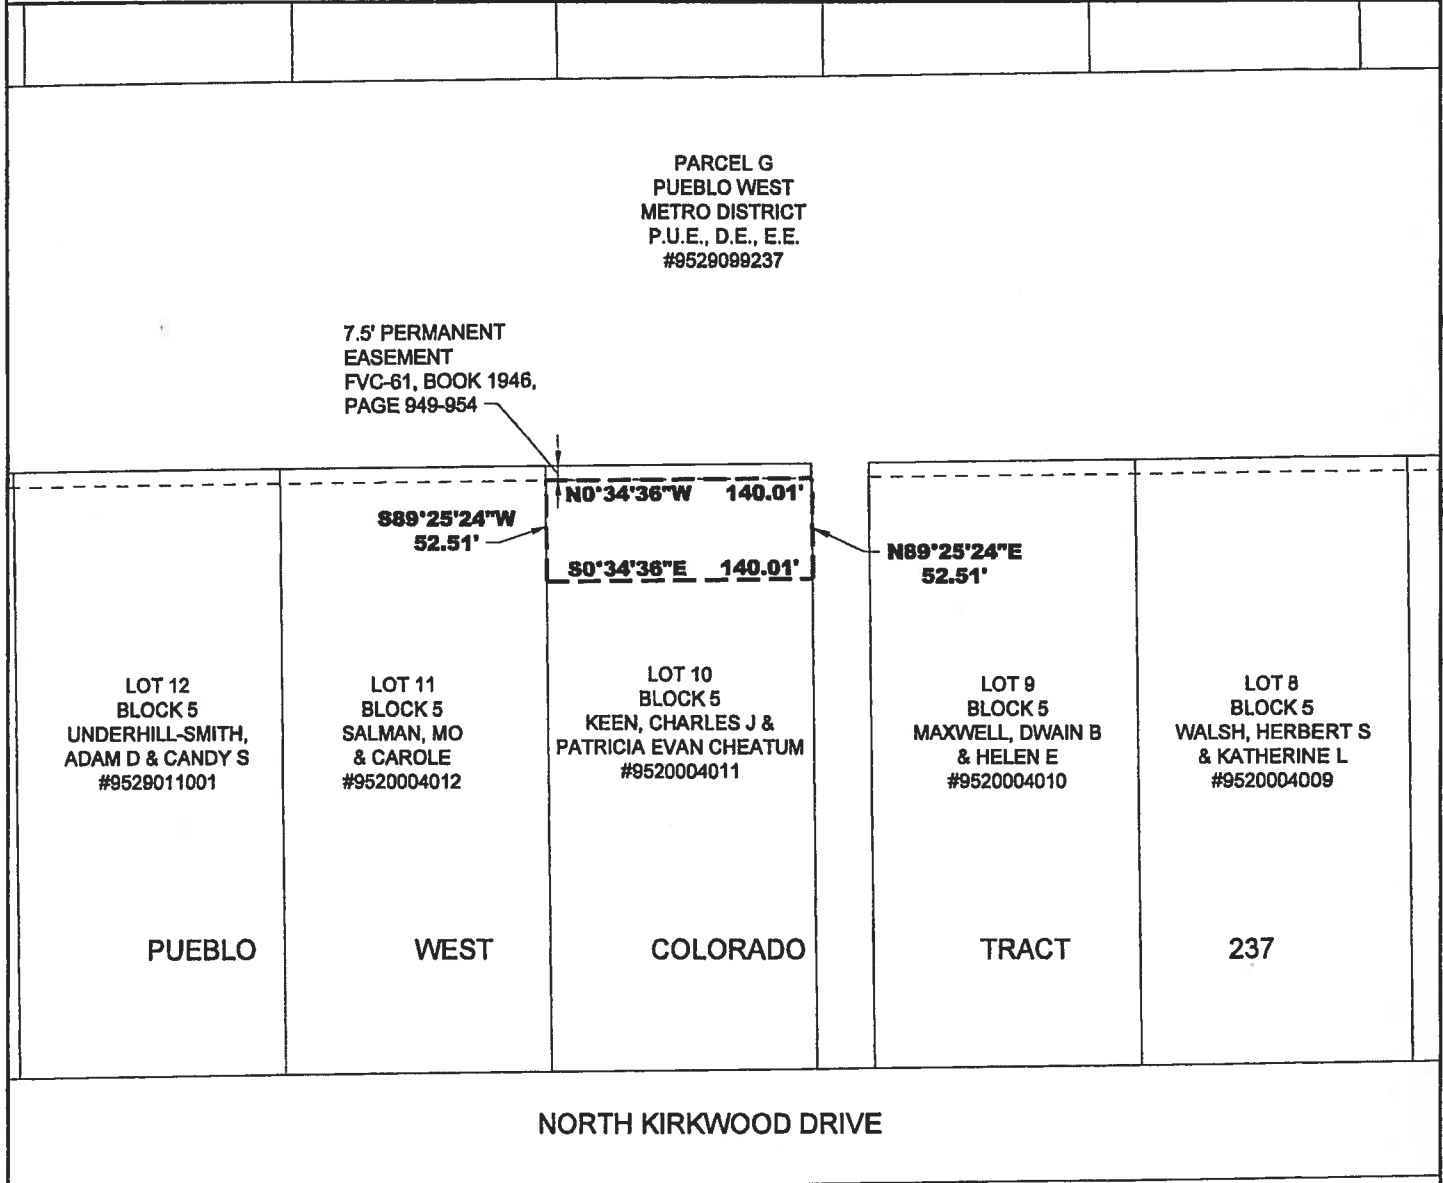 PARCEL G
PUEBLO WEST
METRO DISTRICT
P.U.E., D.E., E.E.
#9529099237
7.5' PERMANENT
EASEMENT
FVC-61, BOOK 1946,
PAGE 949-954
N0°34'36"W 140.01'
S89°25'24"W
52.51'
N89°25'24"E
52.51'
S0°34'36"E 140.01'
LOT 12
BLOCK 5
UNDERHILL-SMITH,
ADAM D & CANDY S
#9529011001
LOT 11
BLOCK 5
SALMAN, MO
& CAROLE
#9520004012
LOT 10
BLOCK 5
KEEN, CHARLES J &
PATRICIA EVAN CHEATUM
#9520004011
LOT 9
BLOCK 5
MAXWELL, DWAIN B
& HELEN E
#9520004010
LOT 8
BLOCK 5
WALSH, HERBERT S
& KATHERINE L
#9520004009
PUEBLO WEST COLORADO TRACT 237
NORTH KIRKWOOD DRIVE